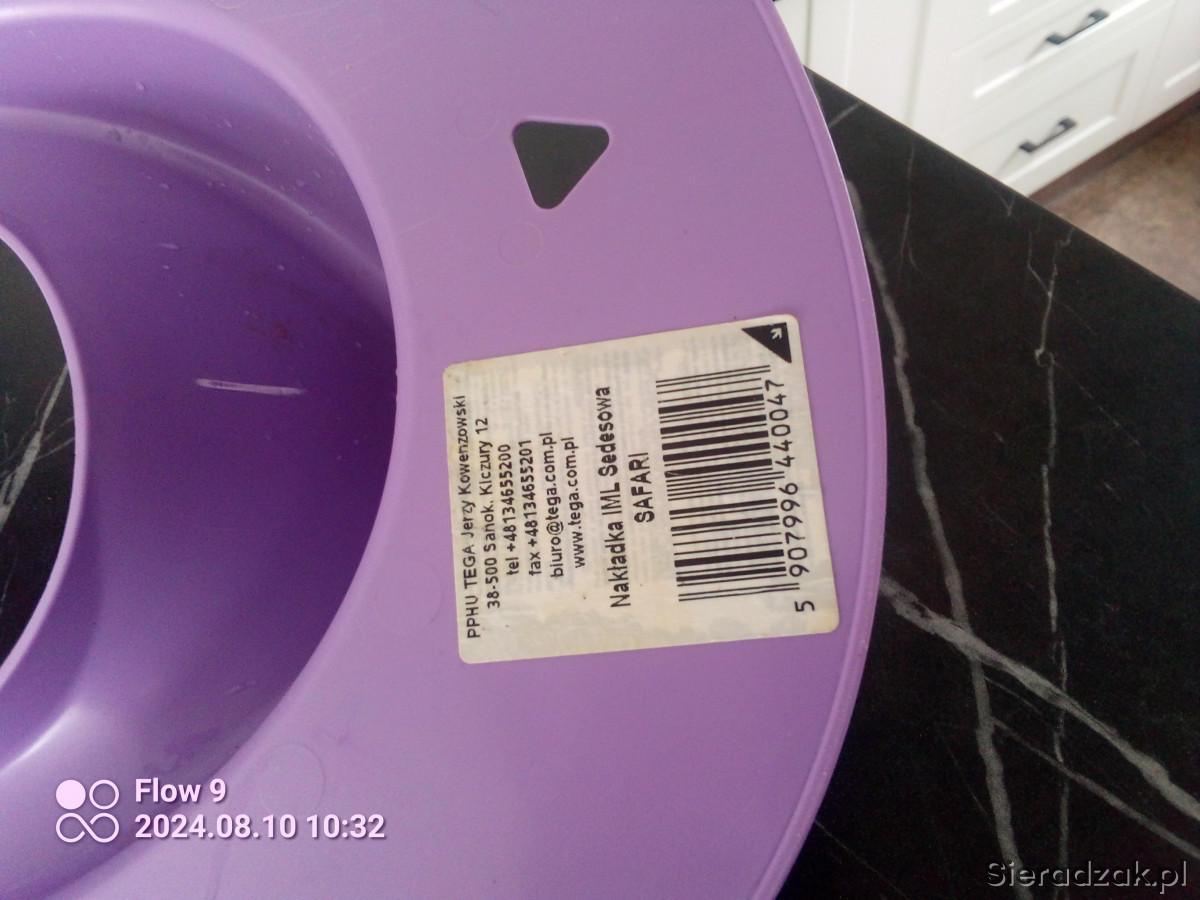 PPHU TEGA Jerzy Kowenzowski
38-500 Sanok, Kiczury 12
tel +48134655200
fax +48134655201
biuro@tega.com.pl
www.tega.com.pl
Nakładka IML Sedesowa
SAFARI
5 907996 440047
Flow 9
2024.08.10 10:32
Sieradzak.pl